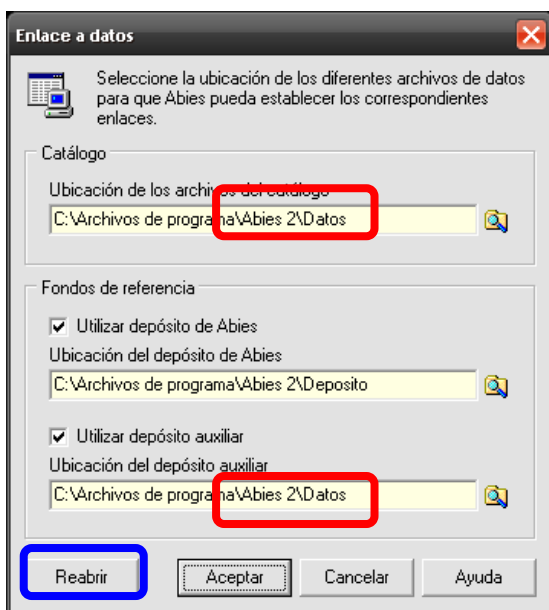 Enlace a datos
Seleccione la ubicación de los diferentes archivos de datos
para que Abies pueda establecer los correspondientes
enlaces.
Catálogo
Ubicación de los archivos del catálogo
C:\Archivos de programa\Abies 2\Datos
Fondos de referencia
Utilizar depósito de Abies
Ubicación del depósito de Abies
C:\Archivos de programa\Abies 2\Deposito
Utilizar depósito auxiliar
Ubicación del depósito auxiliar
C:\Archivos de programa\Abies 2\Datos
Reabrir Aceptar Cancelar Ayuda